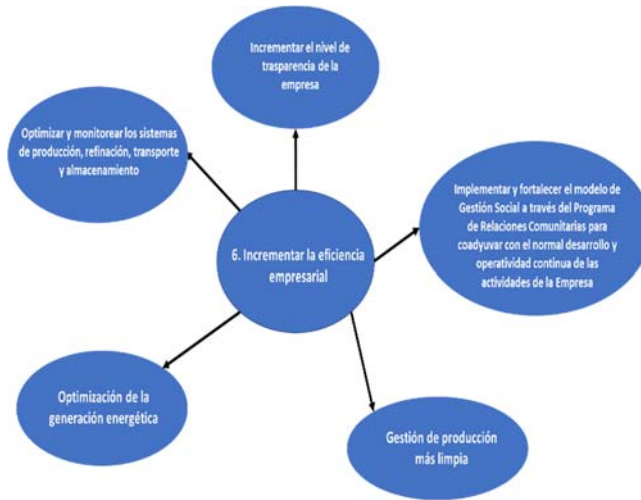 Incrementar el nivel de
trasparencia de la
empresa
Optimizar y monitorear los sistemas
de producción, refinación, transporte
y almacenamiento
Implementar y fortalecer el modelo de
Gestión Social a través del Programa
de Relaciones Comunitarias para
coadyuvar con el normal desarrollo y
operatividad continua de las
actividades de la Empresa
6. Incrementar la eficiencia
empresarial
Optimización de la
generación energética
Gestión de producción
más limpia